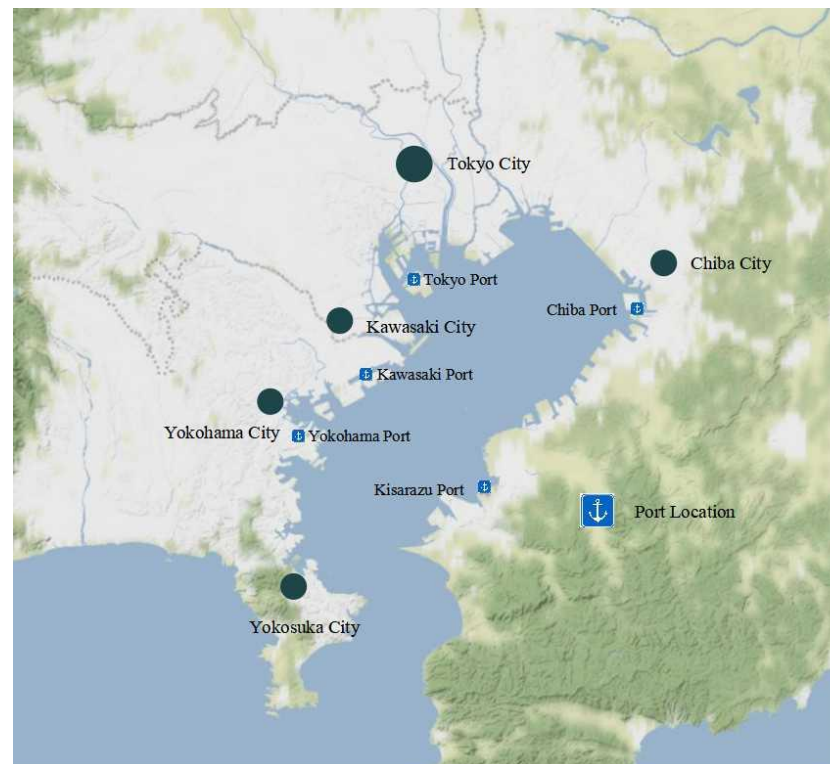 Tokyo City
Chiba City
Tokyo Port
Chiba Port
Kawasaki City
Kawasaki Port
Yokohama City
Yokohama Port
Kisarazu Port
Port Location
Yokosuka City